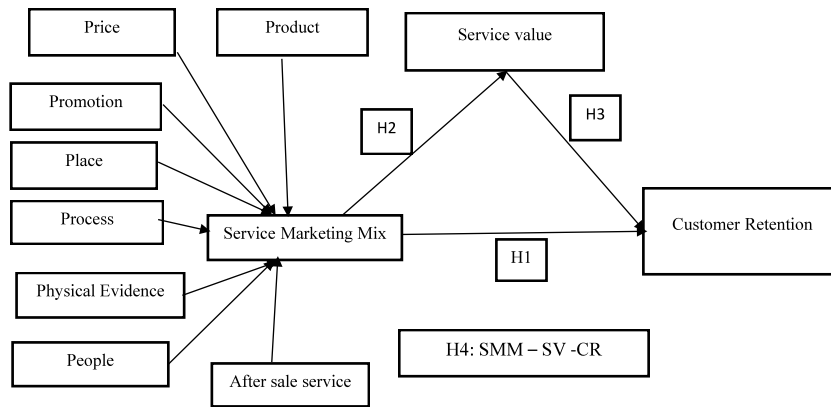 Price
Product
Service value
Promotion
H2
H3
Place
Process
Service Marketing Mix
Customer Retention
H1
Physical Evidence
People
After sale service
H4: SMM – SV -CR